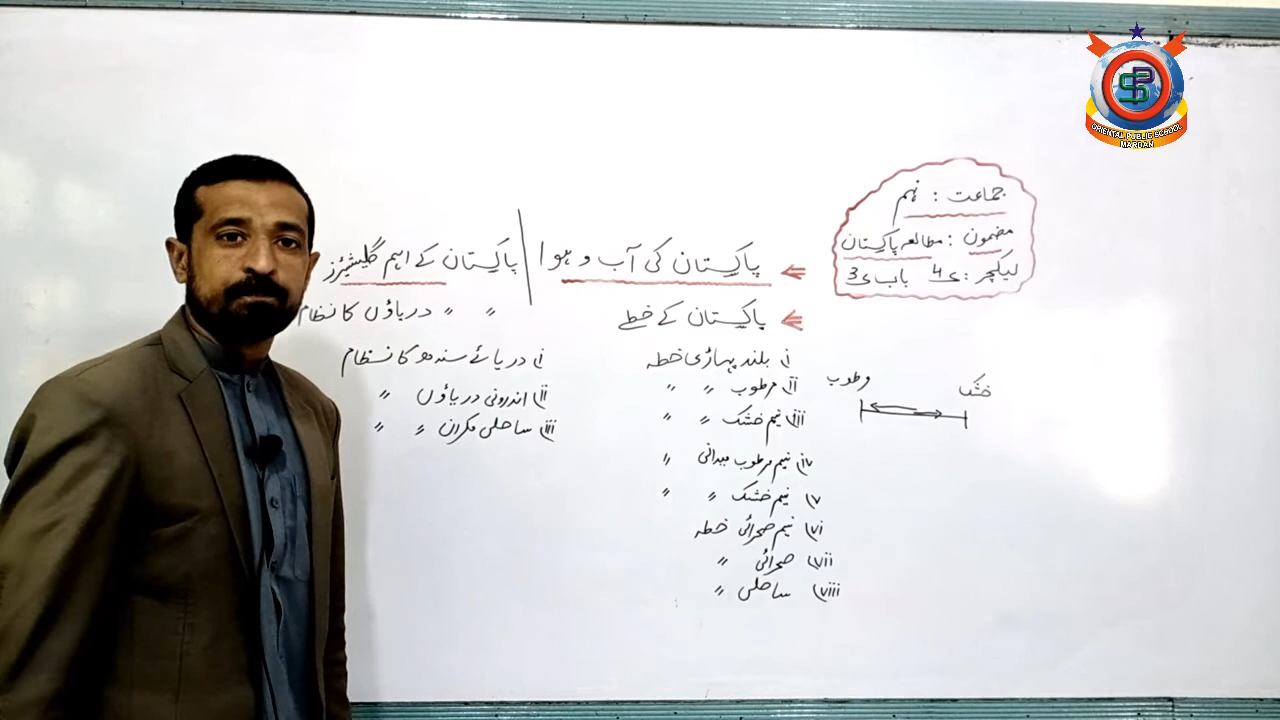 جماعت : نہم
مضمون : مطالعہ پاکستان
لیکچر : ی 4 باب ی 3
پاکستان کی آب و ہوا
پاکستان کے خطے
i) بلند پہاڑی خطہ
ii) مرطوب 〃 〃
iii) نیم خشک 〃 〃
iv) نیم مرطوب میدانی 〃
v) نیم خشک 〃 〃
vi) نیم صحرائی خطہ
vii) صحرائی 〃
viii) ساحلی 〃
مرطوب خشک
پاکستان کے اہم گلیشئرز
〃 〃 دریاؤں کا نظام
i) دریائے سندھ کا نظام
ii) اندرونی دریاؤں 〃
iii) ساحلی مکران 〃 〃
SP
ORIENTAL PUBLIC SCHOOL
MARDAN